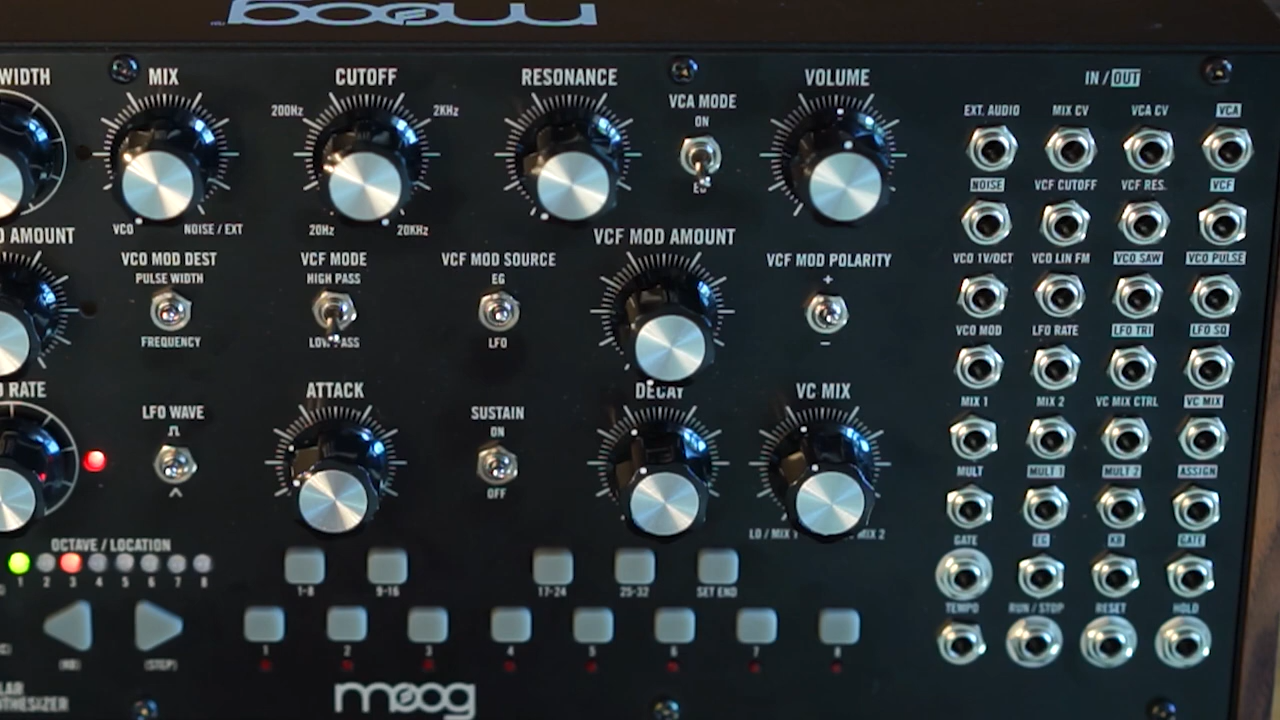 moog
WIDTH MIX CUTOFF RESONANCE VCA MODE VOLUME IN / OUT
200Hz 2KHz ON EXT. AUDIO MIX CV VCA CV VCA
NOISE VCF CUTOFF VCF RES. VCF
VCO NOISE / EXT 20Hz 20KHz
AMOUNT VCF MOD AMOUNT
VCO MOD DEST VCF MODE VCF MOD SOURCE VCF MOD POLARITY VCO 1V/OCT VCO LIN FM VCO SAW VCO PULSE
PULSE WIDTH HIGH PASS EG +
FREQUENCY LOW PASS LFO − VCO MOD LFO RATE LFO TRI LFO SQ
RATE ATTACK DECAY VC MIX MIX 1 MIX 2 VC MIX CTRL VC MIX
LFO WAVE SUSTAIN
ON
OFF MULT MULT 1 MULT 2 ASSIGN
LO / MIX 1 MIX 2
OCTAVE / LOCATION GATE EG KB GATE
1 2 3 4 5 6 7 8 1-8 9-16 17-24 25-32 SET END
TEMPO RUN / STOP RESET HOLD
1 2 3 4 5 6 7 8
(KB) (STEP)
moog